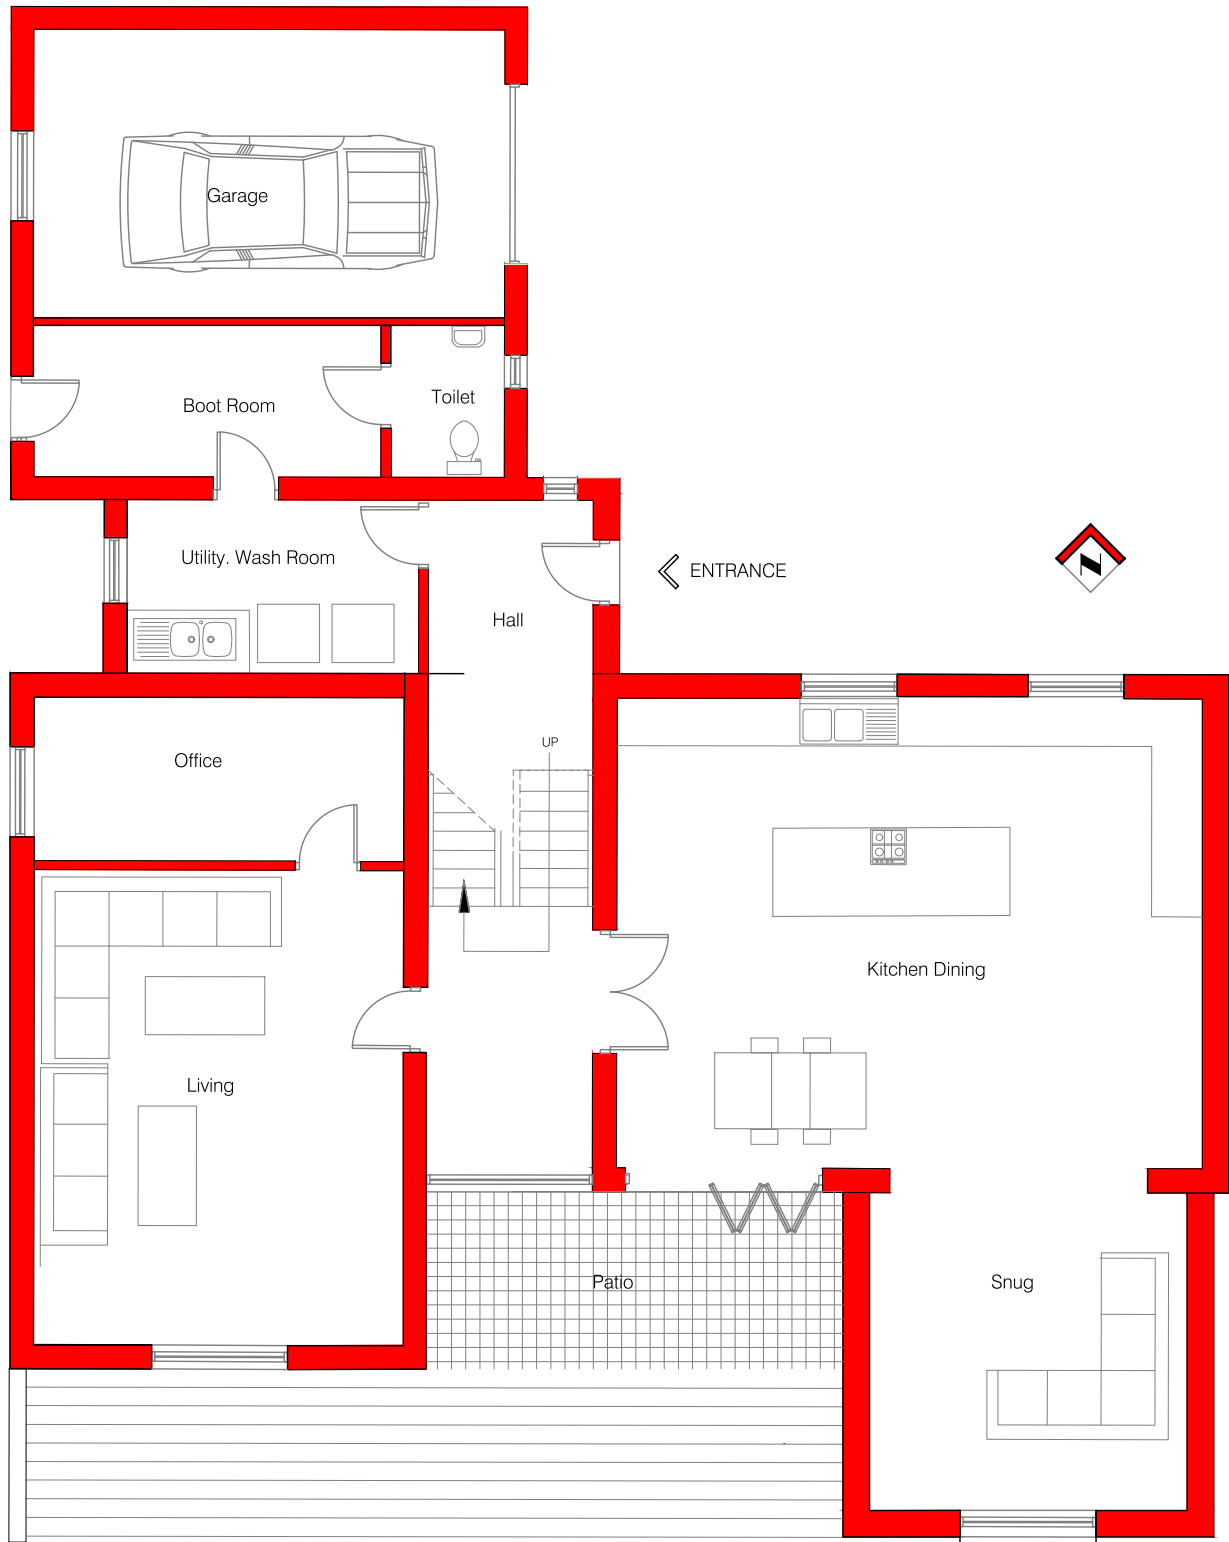 Garage
Toilet
Boot Room
Utility. Wash Room
ENTRANCE
N
Hall
UP
Office
Kitchen Dining
Living
Patio
Snug